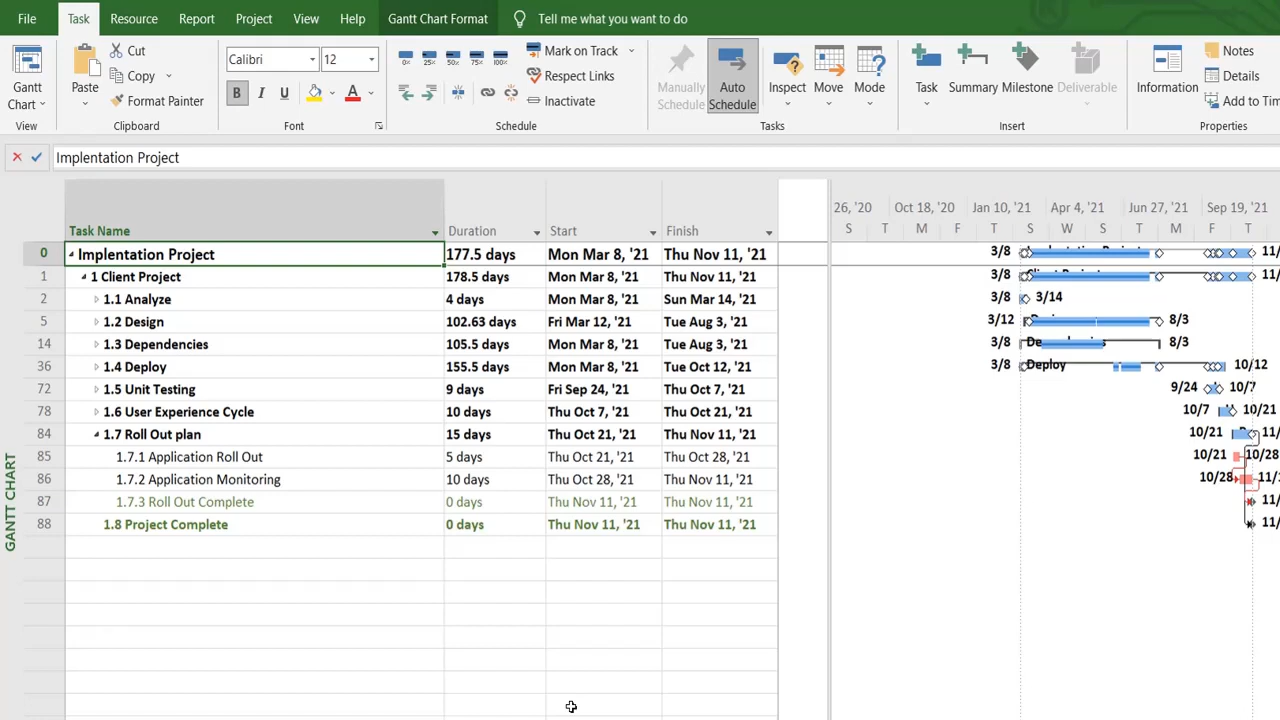 File Task Resource Report Project View Help Gantt Chart Format Tell me what you want to do
Gantt Chart
View
Paste
Cut
Copy
Format Painter
Clipboard
Calibri 12
B I U A
Font
0% 25% 50% 75% 100%
Mark on Track
Respect Links
Inactivate
Schedule
Manually Schedule
Auto Schedule
Inspect
Move
Mode
Tasks
Task
Summary
Milestone
Deliverable
Insert
Information
Notes
Details
Add to Tim
Properties
Implentation Project
26, '20 Oct 18, '20 Jan 10, '21 Apr 4, '21 Jun 27, '21 Sep 19, '21
S T M F T S W S T M F T
Task Name Duration Start Finish
0 Implentation Project 177.5 days Mon Mar 8, '21 Thu Nov 11, '21 3/8 11/
1 1 Client Project 178.5 days Mon Mar 8, '21 Thu Nov 11, '21 3/8 Client Project 11/
2 1.1 Analyze 4 days Mon Mar 8, '21 Sun Mar 14, '21 3/8 3/14
5 1.2 Design 102.63 days Fri Mar 12, '21 Tue Aug 3, '21 3/12 8/3
14 1.3 Dependencies 105.5 days Mon Mar 8, '21 Tue Aug 3, '21 3/8 Dependencies 8/3
36 1.4 Deploy 155.5 days Mon Mar 8, '21 Tue Oct 12, '21 3/8 Deploy 10/12
72 1.5 Unit Testing 9 days Fri Sep 24, '21 Thu Oct 7, '21 9/24 10/7
78 1.6 User Experience Cycle 10 days Thu Oct 7, '21 Thu Oct 21, '21 10/7 10/21
84 1.7 Roll Out plan 15 days Thu Oct 21, '21 Thu Nov 11, '21 10/21 11/
85 1.7.1 Application Roll Out 5 days Thu Oct 21, '21 Thu Oct 28, '21 10/21 10/28
86 1.7.2 Application Monitoring 10 days Thu Oct 28, '21 Thu Nov 11, '21 10/28 11/
87 1.7.3 Roll Out Complete 0 days Thu Nov 11, '21 Thu Nov 11, '21 11/
88 1.8 Project Complete 0 days Thu Nov 11, '21 Thu Nov 11, '21 11/
GANTT CHART